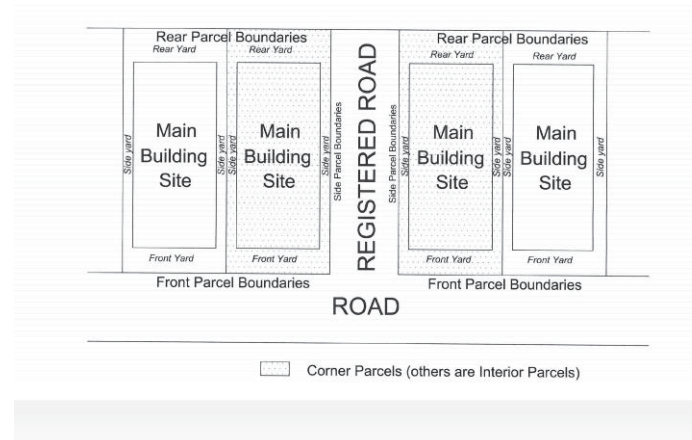 Rear Parcel Boundaries
Rear Yard
Rear Yard
Rear Parcel Boundaries
Rear Yard
Rear Yard
Side yard
Main
Building
Site
Side yard
Side yard
Main
Building
Site
Side yard
Side Parcel Boundaries
REGISTERED ROAD
Side Parcel Boundaries
Side yard
Main
Building
Site
Side yard
Side yard
Main
Building
Site
Side yard
Front Yard
Front Yard
Front Yard
Front Yard
Front Parcel Boundaries
Front Parcel Boundaries
ROAD
Corner Parcels (others are Interior Parcels)